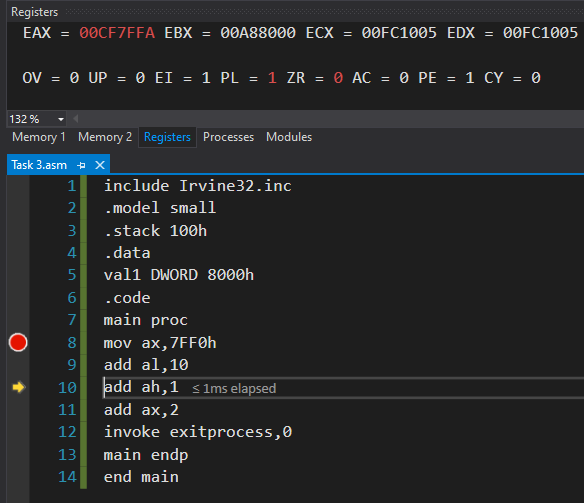 Registers
EAX = 00CF7FFA EBX = 00A88000 ECX = 00FC1005 EDX = 00FC1005
OV = 0 UP = 0 EI = 1 PL = 1 ZR = 0 AC = 0 PE = 1 CY = 0
132 %
Memory 1 Memory 2 Registers Processes Modules
Task 3.asm
1 include Irvine32.inc
2 .model small
3 .stack 100h
4 .data
5 val1 DWORD 8000h
6 .code
7 main proc
8 mov ax,7FF0h
9 add al,10
10 add ah,1 ≤ 1ms elapsed
11 add ax,2
12 invoke exitprocess,0
13 main endp
14 end main